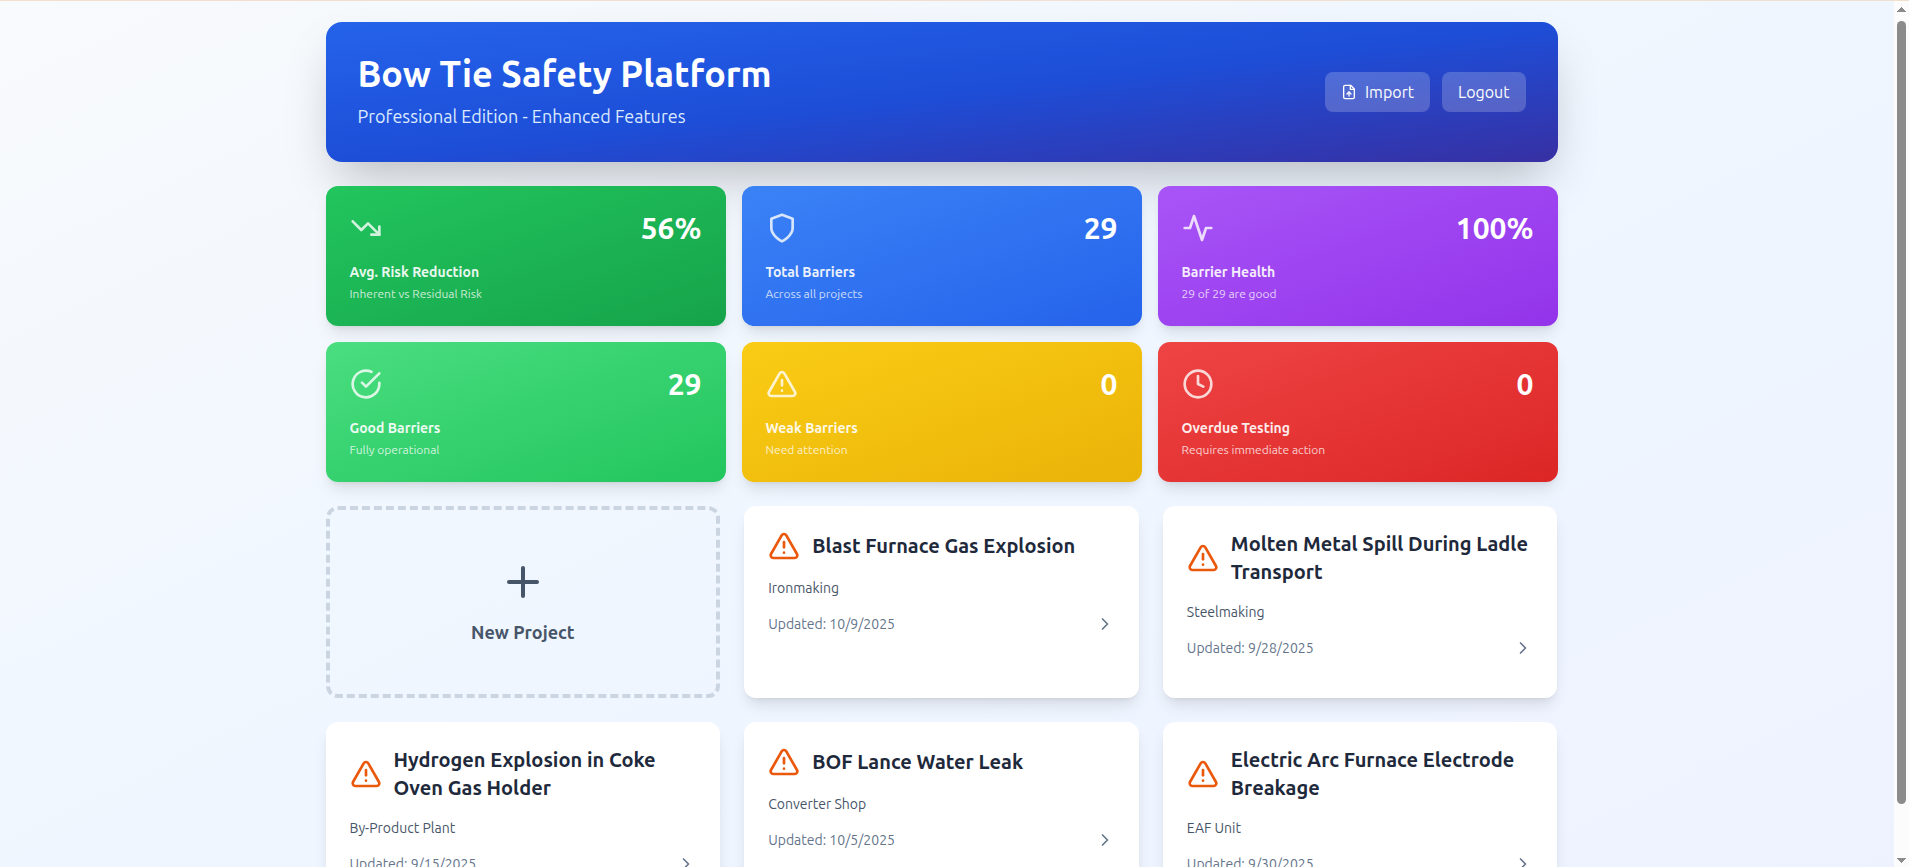 Bow Tie Safety Platform
Professional Edition - Enhanced Features
Import
Logout
56%
Avg. Risk Reduction
Inherent vs Residual Risk
29
Total Barriers
Across all projects
100%
Barrier Health
29 of 29 are good
29
Good Barriers
Fully operational
0
Weak Barriers
Need attention
0
Overdue Testing
Requires immediate action
New Project
Blast Furnace Gas Explosion
Ironmaking
Updated: 10/9/2025
Molten Metal Spill During Ladle
Transport
Steelmaking
Updated: 9/28/2025
Hydrogen Explosion in Coke
Oven Gas Holder
By-Product Plant
Updated: 9/15/2025
BOF Lance Water Leak
Converter Shop
Updated: 10/5/2025
Electric Arc Furnace Electrode
Breakage
EAF Unit
Updated: 9/30/2025